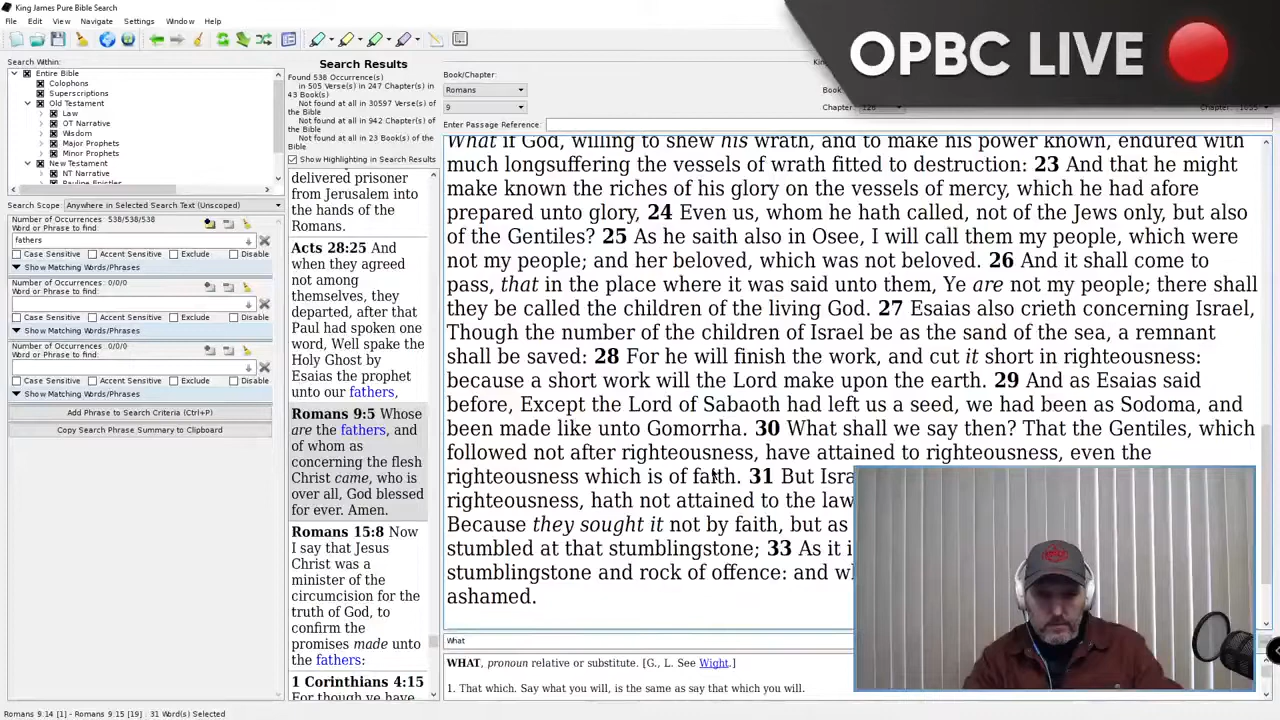 King James Pure Bible Search
File Edit View Navigate Settings Window Help
OPBC LIVE
Search Within:
Entire Bible
Colophons
Superscriptions
Old Testament
Law
OT Narrative
Wisdom
Major Prophets
Minor Prophets
New Testament
NT Narrative
Pauline Epistles
Search Scope: Anywhere in Selected Search Text (Unscoped)
Number of Occurrences 538/538/538
Word or Phrase to find:
fathers
Case Sensitive Accent Sensitive Exclude Disable
Show Matching Words/Phrases
Number of Occurrences: 0/0/0
Word or Phrase to find:
Case Sensitive Accent Sensitive Exclude Disable
Show Matching Words/Phrases
Number of Occurrences: 0/0/0
Word or Phrase to find:
Case Sensitive Accent Sensitive Exclude Disable
Show Matching Words/Phrases
Add Phrase to Search Criteria (Ctrl+P)
Copy Search Phrase Summary to Clipboard
Search Results
Found 538 Occurrence(s)
in 505 Verse(s) in 247 Chapter(s) in
43 Book(s)
Not found at all in 30597 Verse(s) of
the Bible
Not found at all in 942 Chapter(s) of
the Bible
Not found at all in 23 Book(s) of the
Bible
Show Highlighting in Search Results
delivered prisoner
from Jerusalem into
the hands of the
Romans.
Acts 28:25 And
when they agreed
not among
themselves, they
departed, after that
Paul had spoken one
word, Well spake the
Holy Ghost by
Esaias the prophet
unto our fathers,
Romans 9:5 Whose
are the fathers, and
of whom as
concerning the flesh
Christ came, who
is over all, God blessed
for ever. Amen.
Romans 15:8 Now
I say that Jesus
Christ was a
minister of the
circumcision for the
truth of God, to
confirm the
promises made unto
the fathers:
1 Corinthians 4:15
For though ye have
Book/Chapter:
Romans
9
Chapter:
Enter Passage Reference:
What if God, willing to shew his wrath, and to make his power known, endured with
much longsuffering the vessels of wrath fitted to destruction: 23 And that he might
make known the riches of his glory on the vessels of mercy, which he had afore
prepared unto glory, 24 Even us, whom he hath called, not of the Jews only, but also
of the Gentiles? 25 As he saith also in Osee, I will call them my people, which were
not my people; and her beloved, which was not beloved. 26 And it shall come to
pass, that in the place where it was said unto them, Ye are not my people; there shall
they be called the children of the living God. 27 Esaias also crieth concerning Israel,
Though the number of the children of Israel be as the sand of the sea, a remnant
shall be saved: 28 For he will finish the work, and cut it short in righteousness:
because a short work will the Lord make upon the earth. 29 And as Esaias said
before, Except the Lord of Sabaoth had left us a seed, we had been as Sodoma, and
been made like unto Gomorrha. 30 What shall we say then? That the Gentiles, which
followed not after righteousness, have attained to righteousness, even the
righteousness which is of faith. 31 But Isra
righteousness, hath not attained to the law
Because they sought it not by faith, but as
stumbled at that stumblingstone; 33 As it i
stumblingstone and rock of offence: and w
ashamed.
What
WHAT, pronoun relative or substitute. [G., L. See Wight.]
1. That which. Say what you will, is the same as say that which you will.
Romans 9:14 [1] - Romans 9:15 [19] | 31 Word(s) Selected